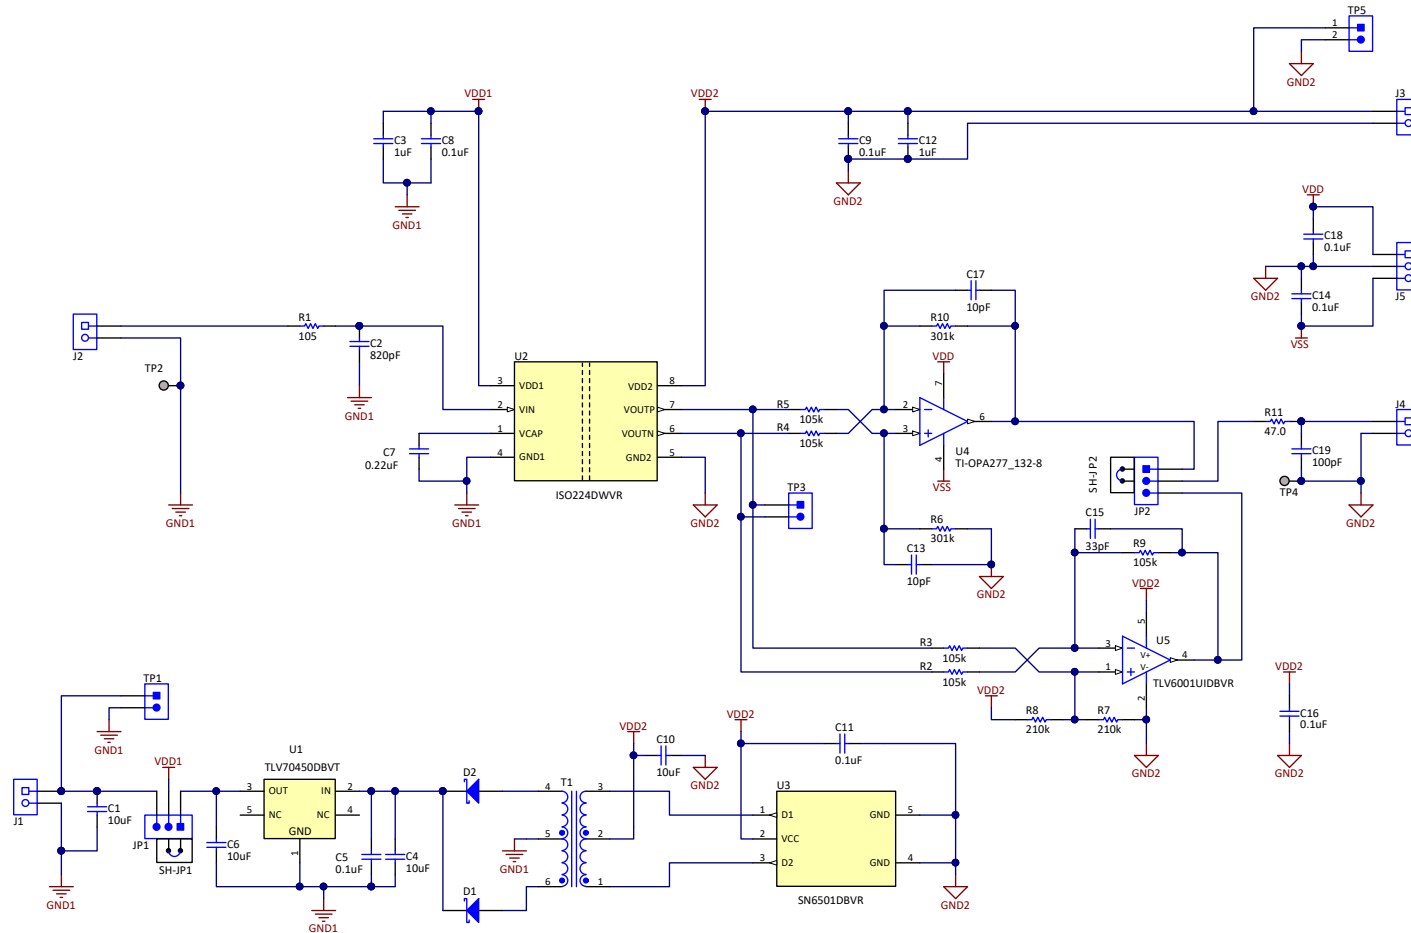 TP5
1
2
GND2
J3
VDD1
VDD2
C3
1uF
C8
0.1uF
C9
0.1uF
C12
1uF
GND1
GND2
VDD
C18
0.1uF
GND2
C14
0.1uF
J5
VSS
J2
R1
105
C2
820pF
TP2
GND1
GND1
U2
3
VDD1
VDD2
8
2
VIN
VOUTP
7
1
VCAP
VOUTN
6
4
GND1
GND2
5
ISO224DWVR
C7
0.22uF
GND1
GND2
C17
10pF
R10
301k
VDD
7
R5
105k
R4
105k
2
3
6
4
U4
TI-OPA277_132-8
VSS
TP3
R6
301k
C13
10pF
GND2
R11
47.0
J4
C19
100pF
TP4
GND2
SH-JP2
JP2
C15
33pF
R9
105k
VDD2
5
U5
3
V+
4
1
V-
2
TLV6001UIDBVR
R3
105k
R2
105k
VDD2
R8
210k
R7
210k
GND2
VDD2
C16
0.1uF
GND2
TP1
GND1
VDD1
J1
C1
10uF
GND1
JP1
SH-JP1
U1
TLV70450DBVT
3
OUT
IN
2
5
NC
NC
4
GND
1
C6
10uF
C5
0.1uF
C4
10uF
GND1
D2
D1
T1
4
3
5
2
6
1
GND1
VDD2
C10
10uF
GND2
VDD2
C11
0.1uF
U3
1
D1
GND
5
2
VCC
3
D2
GND
4
SN6501DBVR
GND2